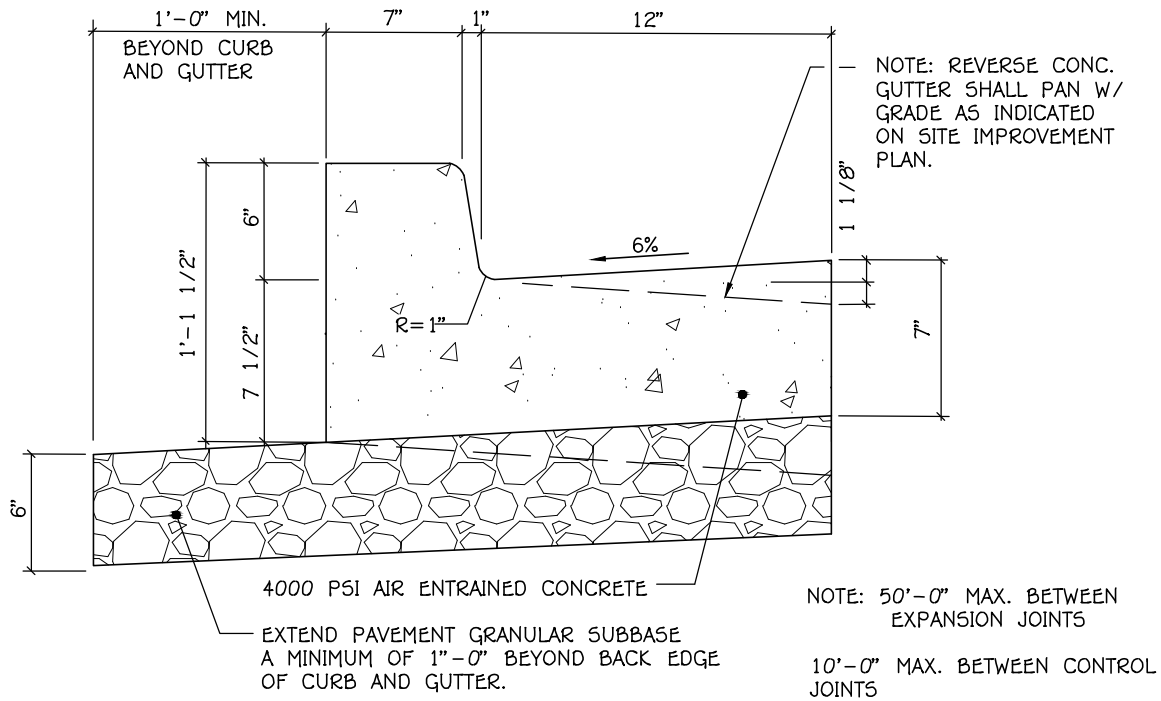 1'-0" MIN.
BEYOND CURB
AND GUTTER
7"
1"
12"
NOTE: REVERSE CONC.
GUTTER SHALL PAN W/
GRADE AS INDICATED
ON SITE IMPROVEMENT
PLAN.
1 1/8"
6"
6%
1'-1 1/2"
7 1/2"
R=1"
7"
6"
4000 PSI AIR ENTRAINED CONCRETE
EXTEND PAVEMENT GRANULAR SUBBASE
A MINIMUM OF 1"-0" BEYOND BACK EDGE
OF CURB AND GUTTER.
NOTE: 50'-0" MAX. BETWEEN
EXPANSION JOINTS
10'-0" MAX. BETWEEN CONTROL
JOINTS